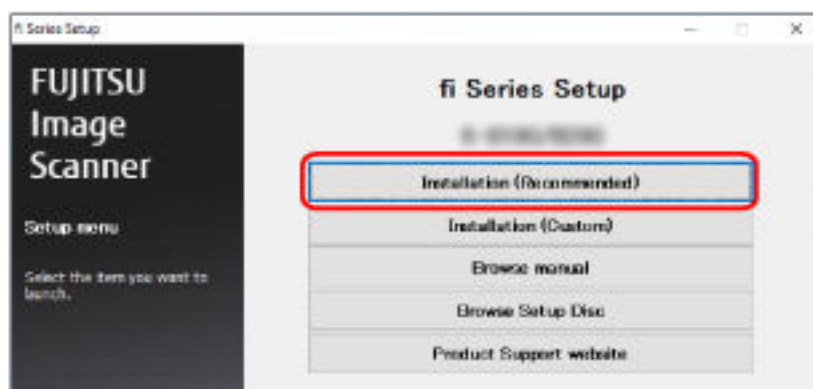 fi Series Setup
FUJITSU
Image
Scanner
Setup menu
Select the item you want to
launch.
fi Series Setup
Installation (Recommended)
Installation (Custom)
Browse manual
Browse Setup Disc
Product Support website